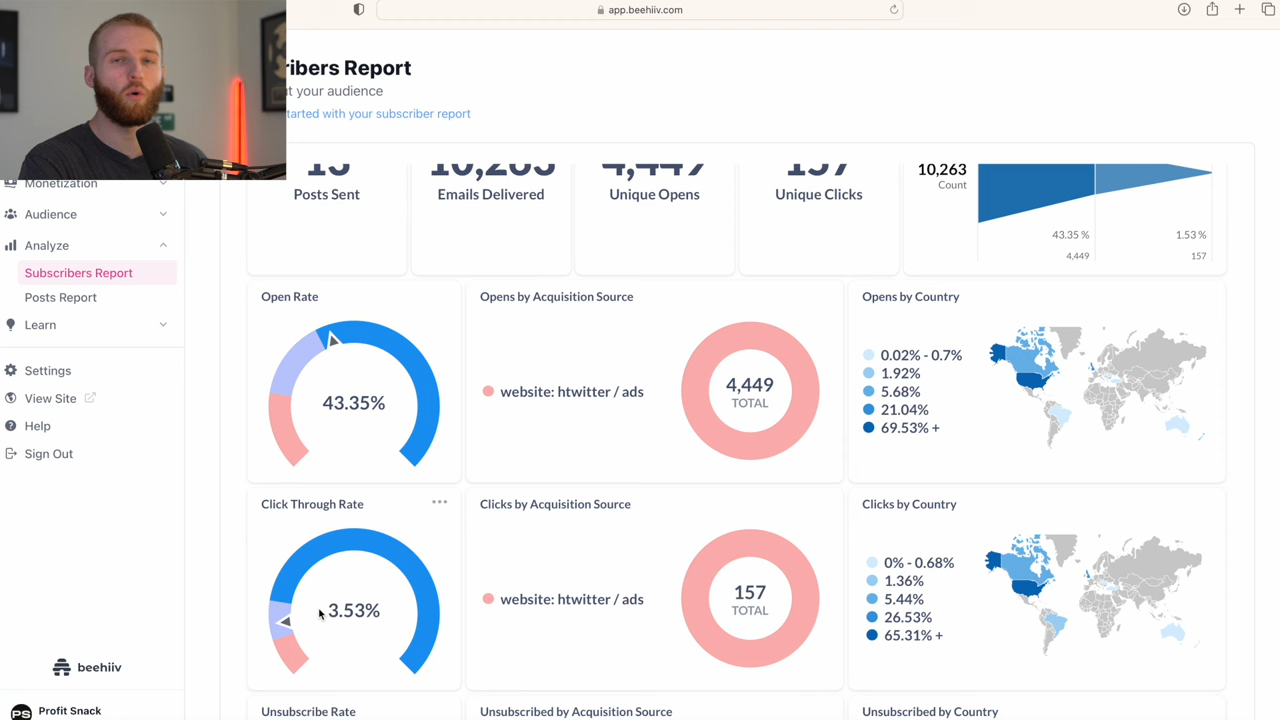 app.beehiiv.com
ribers Report
t your audience
tarted with your subscriber report
Monetization
Audience
Analyze
Subscribers Report
Posts Report
Learn
Settings
View Site
Help
Sign Out
beehiiv
PS
Profit Snack
Posts Sent
Emails Delivered
4,449
Unique Opens
157
Unique Clicks
10,263
Count
43.35 %
4,449
1.53 %
157
Open Rate
43.35%
Opens by Acquisition Source
website: htwitter / ads
4,449
TOTAL
Opens by Country
0.02% - 0.7%
1.92%
5.68%
21.04%
69.53% +
Click Through Rate
3.53%
Clicks by Acquisition Source
website: htwitter / ads
157
TOTAL
Clicks by Country
0% - 0.68%
1.36%
5.44%
26.53%
65.31% +
Unsubscribe Rate
Unsubscribed by Acquisition Source
Unsubscribed by Country